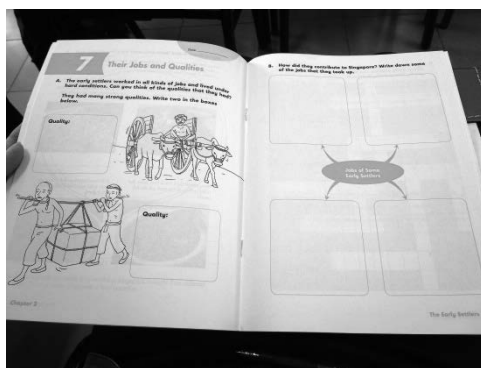 Date:
7 Their Jobs and Qualities
A. The early settlers worked in all kinds of jobs and lived under
hard conditions. Can you think of the qualities that they had?
They had many strong qualities. Write two in the boxes
below.
Quality:
Quality:
Chapter 2
B. How did they contribute to Singapore? Write down some
of the jobs that they took up.
Jobs of Some
Early Settlers
The Early Settlers